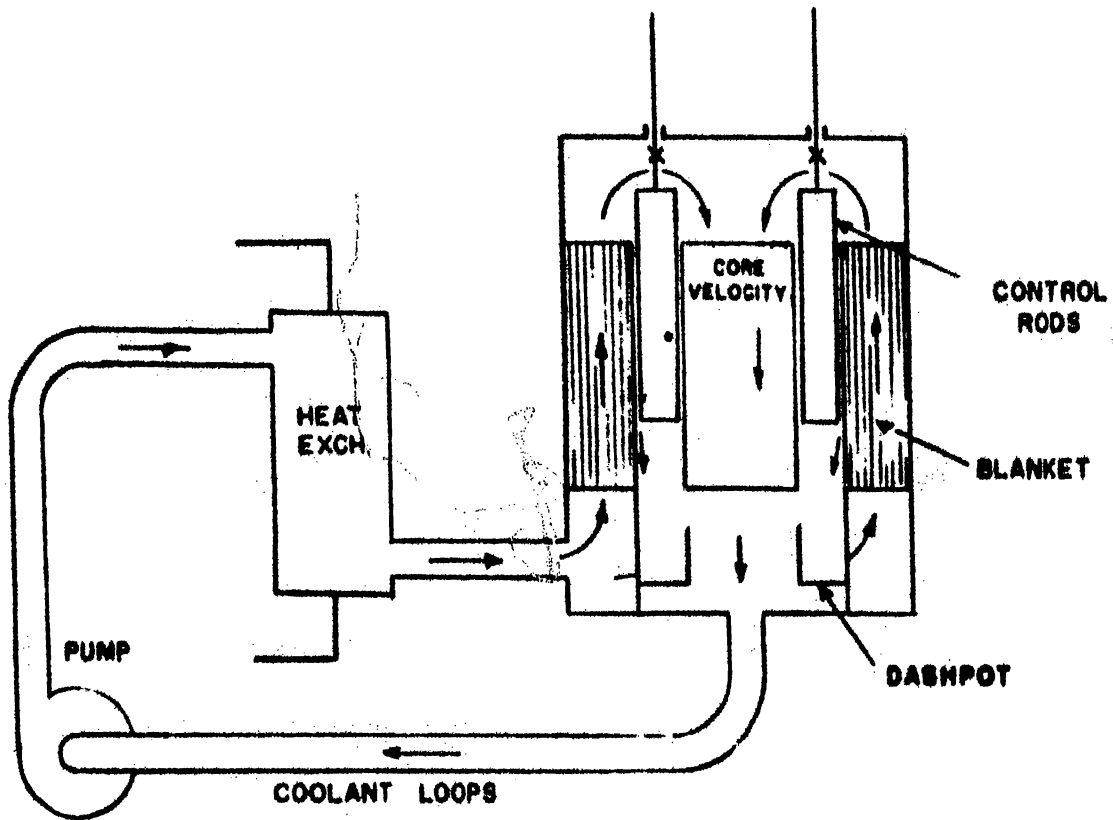 CORE
VELOCITY
CONTROL
RODS
HEAT
EXCH
BLANKET
PUMP
DASHPOT
COOLANT LOOPS